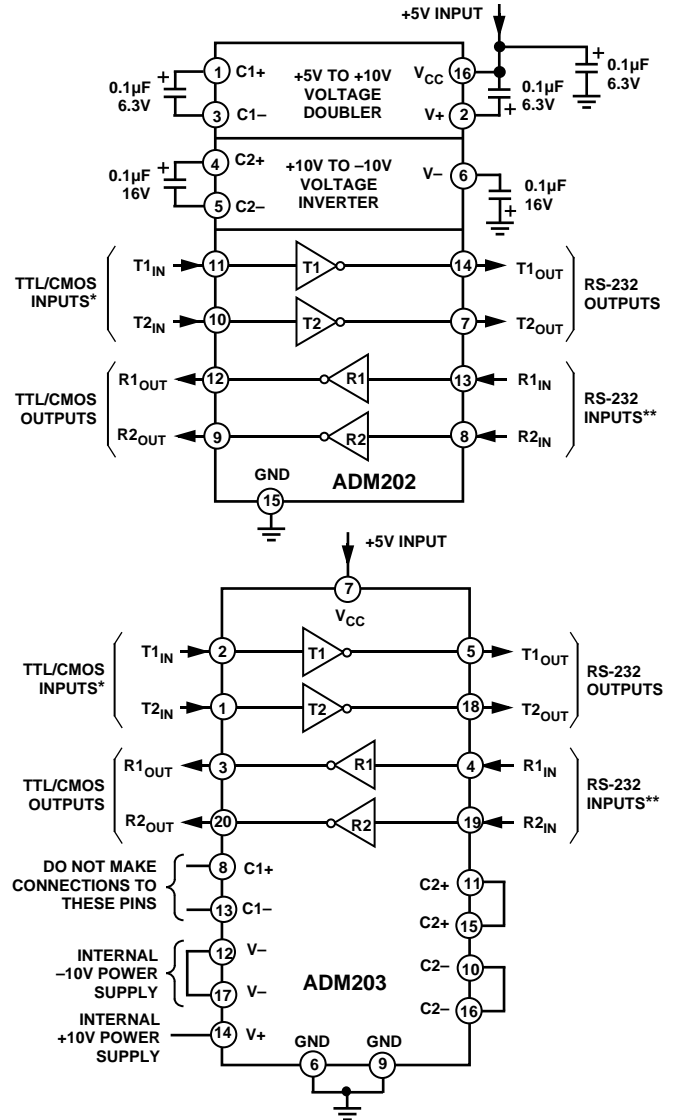 +5V INPUT
1 C1+
+5V TO +10V
VOLTAGE
DOUBLER
VCC 16
0.1µF
6.3V
+
3 C1–
V+ 2
0.1µF
6.3V
+
0.1µF
6.3V
+
4 C2+
+10V TO –10V
VOLTAGE
INVERTER
V– 6
0.1µF
16V
+
5 C2–
0.1µF
16V
+
TTL/CMOS
INPUTS*
T1IN 11 T1 14 T1OUT
T2IN 10 T2 7 T2OUT
RS-232
OUTPUTS
TTL/CMOS
OUTPUTS
R1OUT 12 R1 13 R1IN
R2OUT 9 R2 8 R2IN
RS-232
INPUTS**
GND
15
ADM202
+5V INPUT
7
VCC
TTL/CMOS
INPUTS*
T1IN 2 T1 5 T1OUT
T2IN 1 T2 18 T2OUT
RS-232
OUTPUTS
TTL/CMOS
OUTPUTS
R1OUT 3 R1 4 R1IN
R2OUT 20 R2 19 R2IN
RS-232
INPUTS**
DO NOT MAKE
CONNECTIONS TO
THESE PINS
8 C1+
13 C1–
C2+ 11
C2+ 15
INTERNAL
–10V POWER
SUPPLY
12 V–
17 V–
ADM203
C2– 10
C2– 16
INTERNAL
+10V POWER
SUPPLY
14 V+
GND
6
GND
9